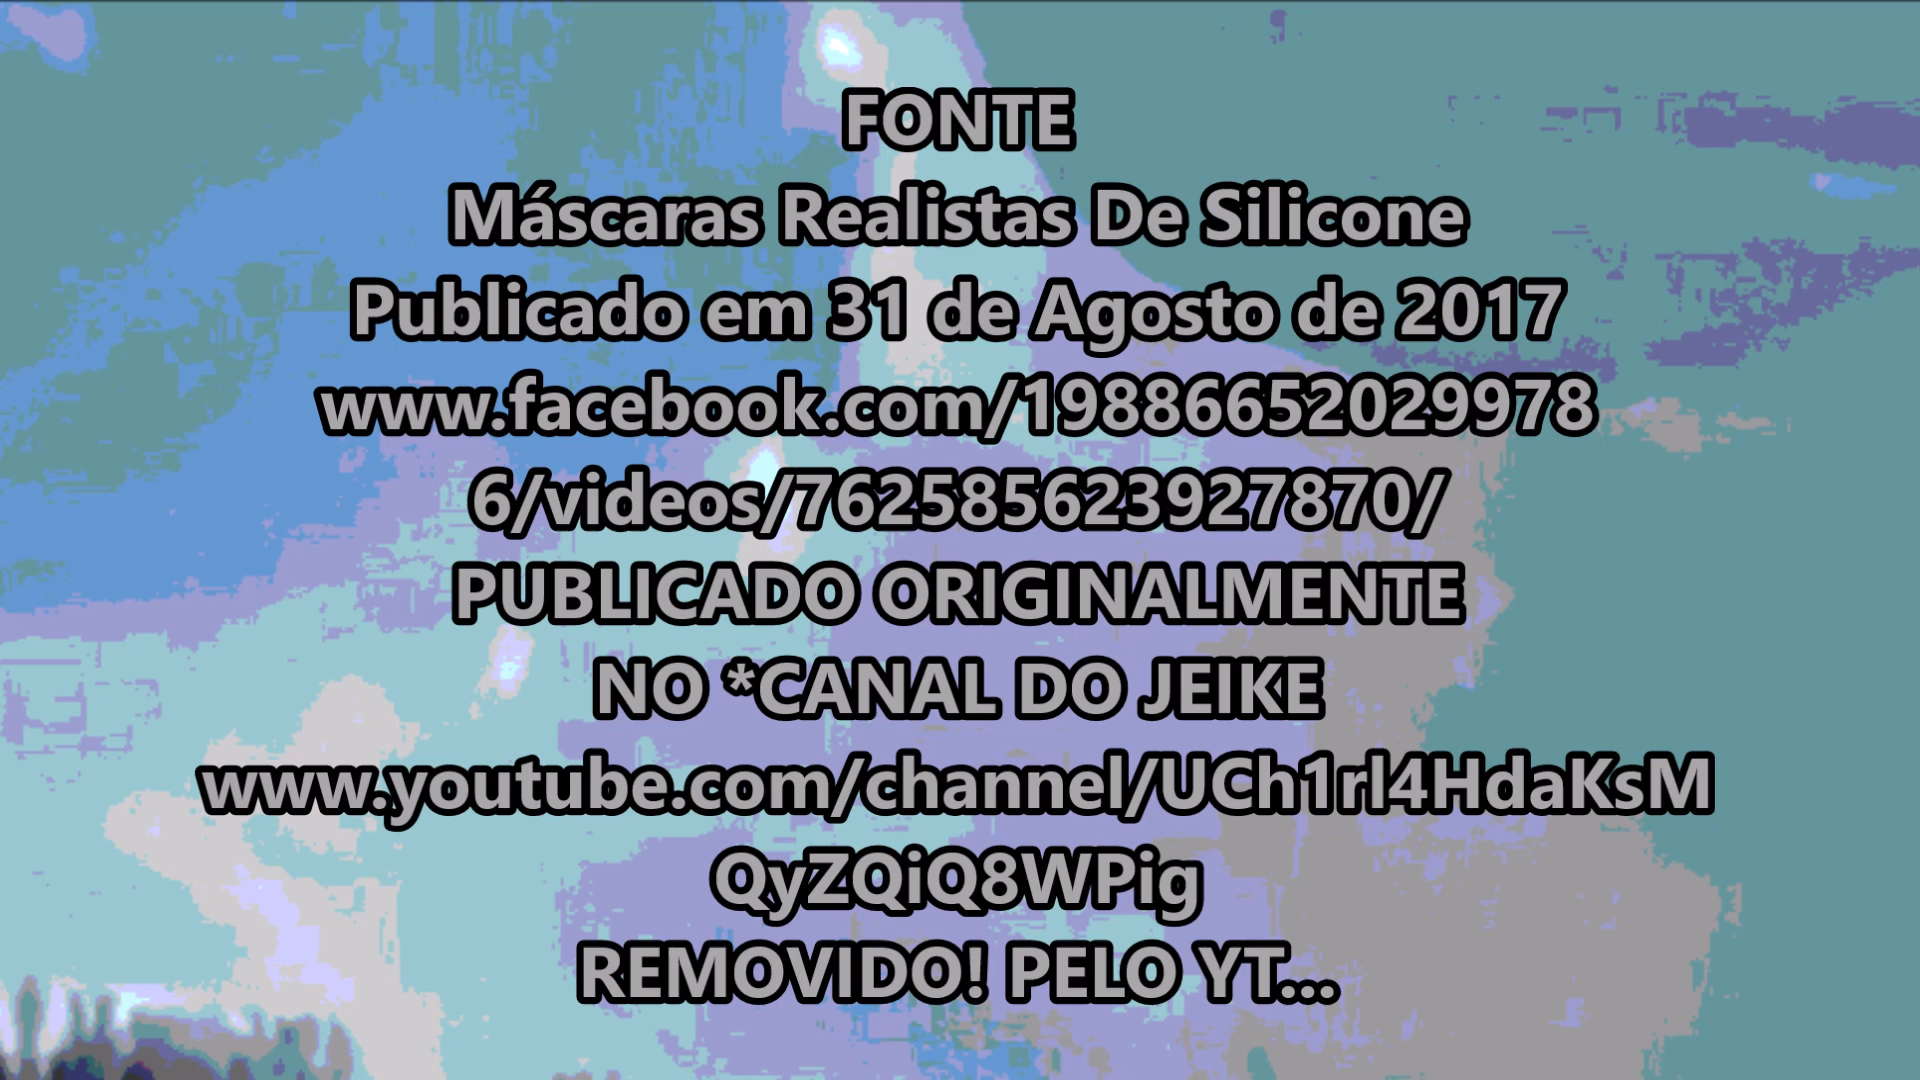 FONTE
Máscaras Realistas De Silicone
Publicado em 31 de Agosto de 2017
www.facebook.com/19886652029978
6/videos/762585623927870/
PUBLICADO ORIGINALMENTE
NO *CANAL DO JEIKE
www.youtube.com/channel/UCh1rl4HdaKsM
QyZQiQ8WPig
REMOVIDO! PELO YT...